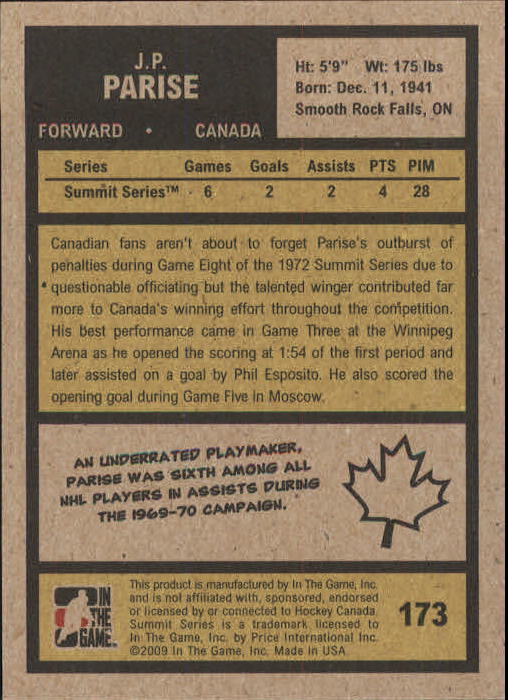 J.P.
PARISE
FORWARD • CANADA
Ht: 5'9" Wt: 175 lbs
Born: Dec. 11, 1941
Smooth Rock Falls, ON
Series Games Goals Assists PTS PIM
Summit Series™ 6 2 2 4 28
Canadian fans aren't about to forget Parise's outburst of
penalties during Game Eight of the 1972 Summit Series due to
questionable officiating but the talented winger contributed far
more to Canada's winning effort throughout the competition.
His best performance came in Game Three at the Winnipeg
Arena as he opened the scoring at 1:54 of the first period and
later assisted on a goal by Phil Esposito. He also scored the
opening goal during Game Five in Moscow.
AN UNDERRATED PLAYMAKER,
PARISE WAS SIXTH AMONG ALL
NHL PLAYERS IN ASSISTS DURING
THE 1969-70 CAMPAIGN.
IN
THE
GAME
This product is manufactured by In The Game, Inc.
and is not affiliated with, sponsored, endorsed
or licensed by or connected to Hockey Canada.
Summit Series is a trademark licensed to
In The Game, Inc. by Price International Inc.
©2009 In The Game, Inc. Made in USA.
173